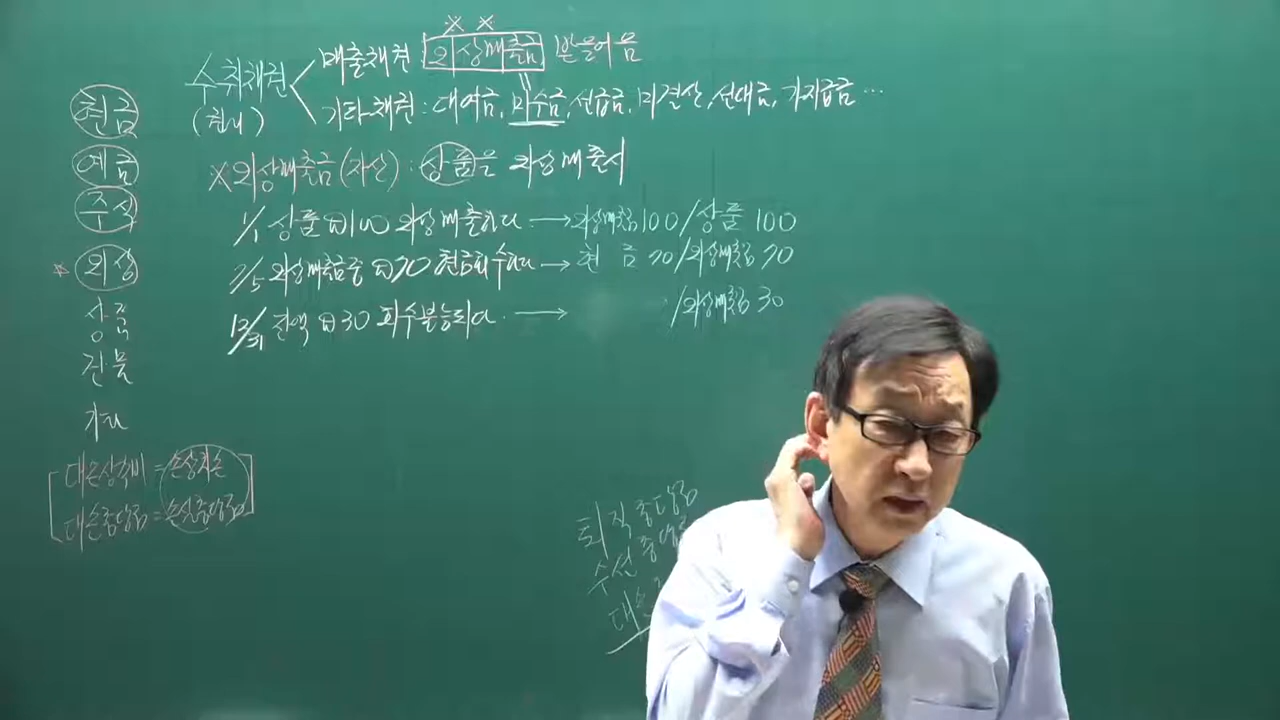 ※ ※
수취채권 매출채권 외상매출금 받을어음
(채권) 기타채권 : 대여금, 미수금, 선급금, 미결산, 선대금, 가지급금 …
※ 외상매출금(자산) : 상품을 외상매출시
1/1 상품 ₩100 외상매출하다 → 외상매출금 100 / 상품 100
외상매출금중 ₩70 현금회수하다 → 현 금 70 / 외상매출금 70
12/31 잔액 ₩30 회수불능되다. → / 외상매출금 30
현금
예금
주식
* 외상
상품
건물
대손상각비 = 손상차손
대손충당금 = 손실충당금
퇴직충당금
수선충당금
대손